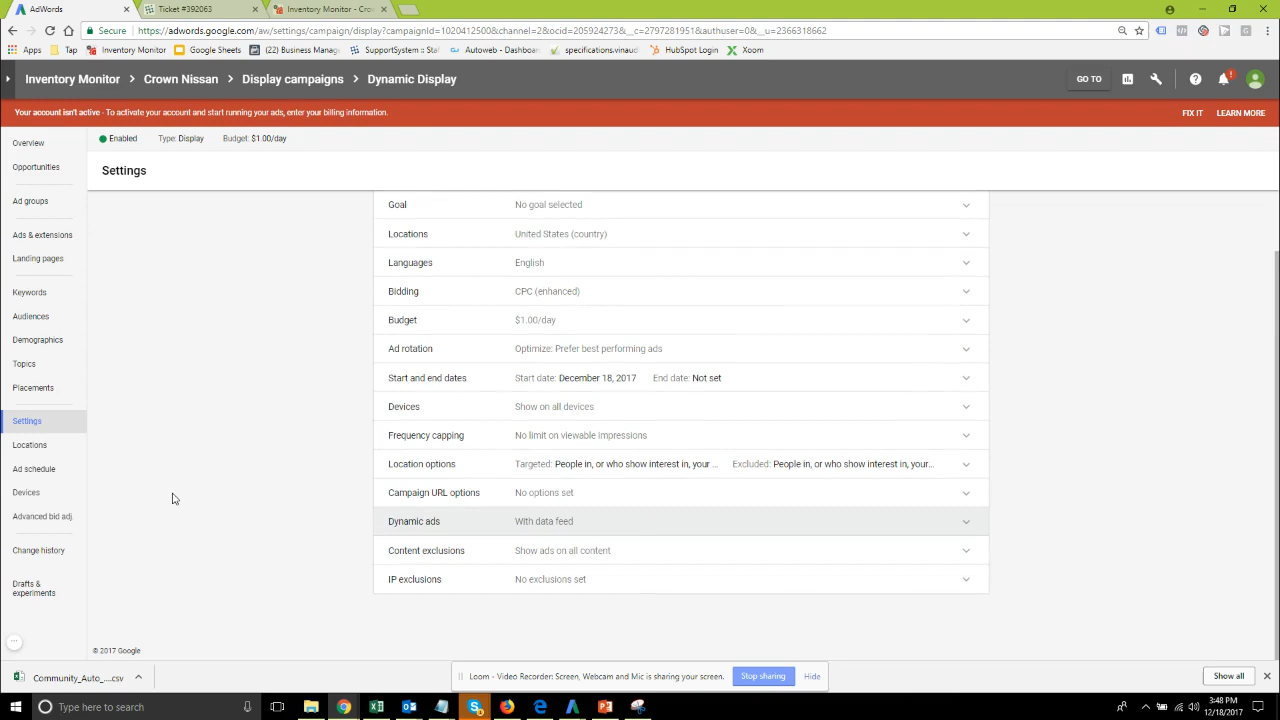 AdWords
Ticket #392063
Inventory Monitor - Crow
Secure
https://adwords.google.com/aw/settings/campaign/display?campaignId=1020412500&channel=2&ocid=205924273&__c=2797281951&authuser=0&__u=2366318662
Apps
Tap
Inventory Monitor
Google Sheets
(22) Business Manag
SupportSystem :: Sta
Autoweb - Dashboar
specificationsvinaud
HubSpot Login
Xoom
Inventory Monitor > Crown Nissan > Display campaigns > Dynamic Display
GO TO
Your account isn't active - To activate your account and start running your ads, enter your billing information.
FIX IT
LEARN MORE
Enabled
Type: Display
Budget: $1.00/day
Overview
Opportunities
Ad groups
Ads & extensions
Landing pages
Keywords
Audiences
Demographics
Topics
Placements
Settings
Locations
Ad schedule
Devices
Advanced bid adj.
Change history
Drafts &
experiments
Settings
Goal No goal selected
Locations United States (country)
Languages English
Bidding CPC (enhanced)
Budget $1.00/day
Ad rotation Optimize: Prefer best performing ads
Start and end dates Start date: December 18, 2017 End date: Not set
Devices Show on all devices
Frequency capping No limit on viewable impressions
Location options Targeted: People in, or who show interest in, your ... Excluded: People in, or who show interest in, your...
Campaign URL options No options set
Dynamic ads With data feed
Content exclusions Show ads on all content
IP exclusions No exclusions set
© 2017 Google
Community_Auto_....csv
Loom - Video Recorder: Screen, Webcam and Mic is sharing your screen.
Stop sharing
Hide
Show all
Type here to search
3:48 PM
12/18/2017